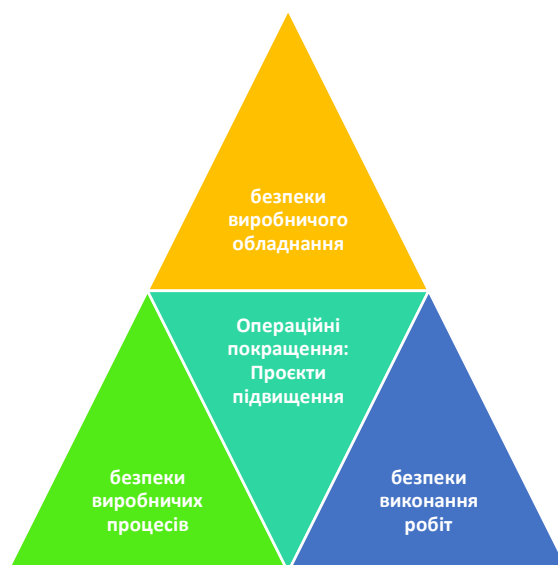 безпеки
виробничого
обладнання
Операційні
покращення:
Проєкти
підвищення
безпеки
виробничих
процесів
безпеки
виконання
робіт